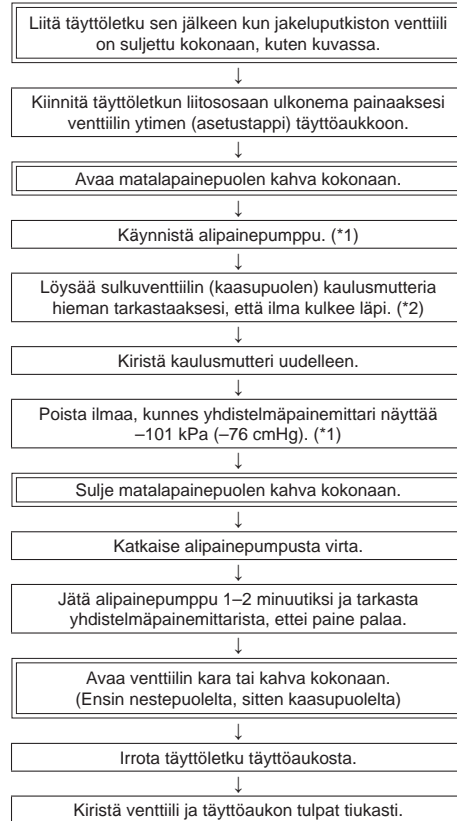 Liitä täyttöletku sen jälkeen kun jakeluputkiston venttiili
on suljettu kokonaan, kuten kuvassa.
↓
Kiinnitä täyttöletkun liitososaan ulkonema painaaksesi
venttiilin ytimen (asetustappi) täyttöaukkoon.
↓
Avaa matalapainepuolen kahva kokonaan.
↓
Käynnistä alipainepumppu. (*1)
↓
Löysää sulkuventtiilin (kaasupuolen) kaulusmutteria
hieman tarkastaaksesi, että ilma kulkee läpi. (*2)
↓
Kiristä kaulusmutteri uudelleen.
↓
Poista ilmaa, kunnes yhdistelmäpainemittari näyttää
–101 kPa (–76 cmHg). (*1)
↓
Sulje matalapainepuolen kahva kokonaan.
↓
Katkaise alipainepumpusta virta.
↓
Jätä alipainepumppu 1–2 minuutiksi ja tarkasta
yhdistelmäpainemittarista, ettei paine palaa.
↓
Avaa venttiilin kara tai kahva kokonaan.
(Ensin nestepuolelta, sitten kaasupuolelta)
↓
Irrota täyttöletku täyttöaukosta.
↓
Kiristä venttiili ja täyttöaukon tulpat tiukasti.